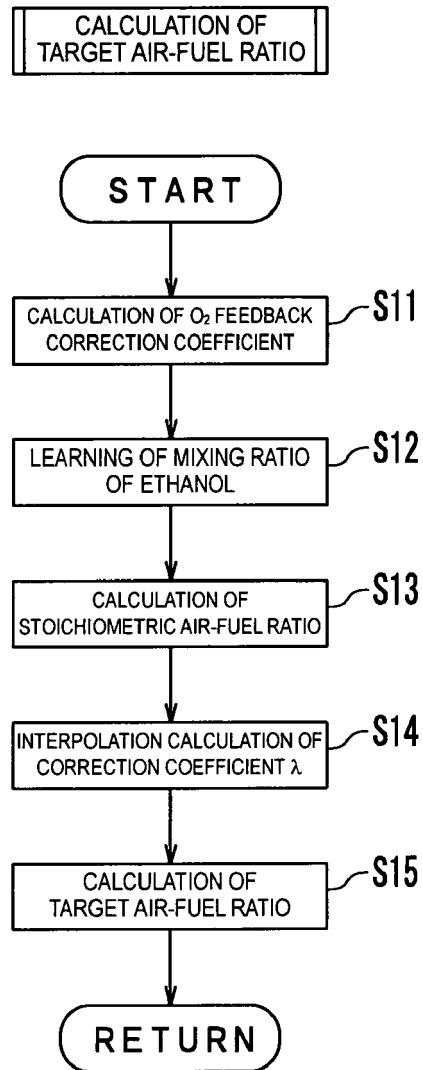 CALCULATION OF
TARGET AIR-FUEL RATIO
START
CALCULATION OF O₂ FEEDBACK
CORRECTION COEFFICIENT
S11
LEARNING OF MIXING RATIO
OF ETHANOL
S12
CALCULATION OF
STOICHIOMETRIC AIR-FUEL RATIO
S13
INTERPOLATION CALCULATION OF
CORRECTION COEFFICIENT λ
S14
CALCULATION OF
TARGET AIR-FUEL RATIO
S15
RETURN